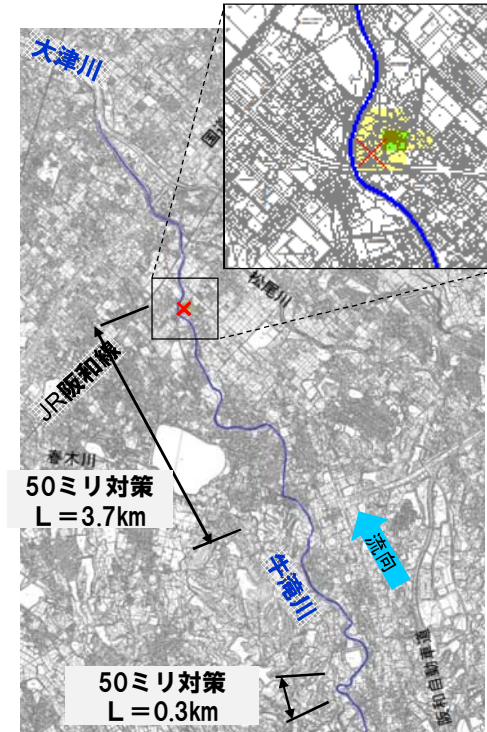 大津川
国道
松尾川
JR阪和線
春木川
50ミリ対策
L=3.7km
流向
牛滝川
阪和自動車道
50ミリ対策
L=0.3km